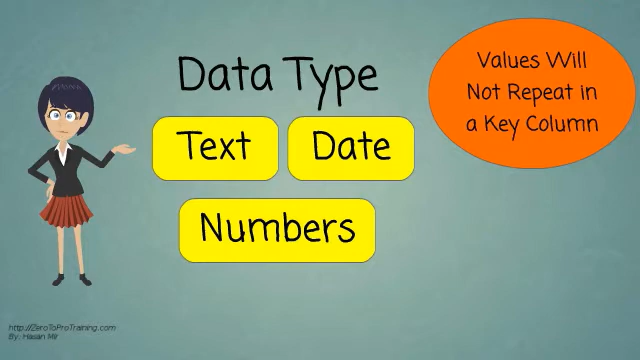 Data Type
Text
Date
Numbers
Values Will
Not Repeat in
a Key Column
http://ZeroToProTraining.com
By: Hasan Mir